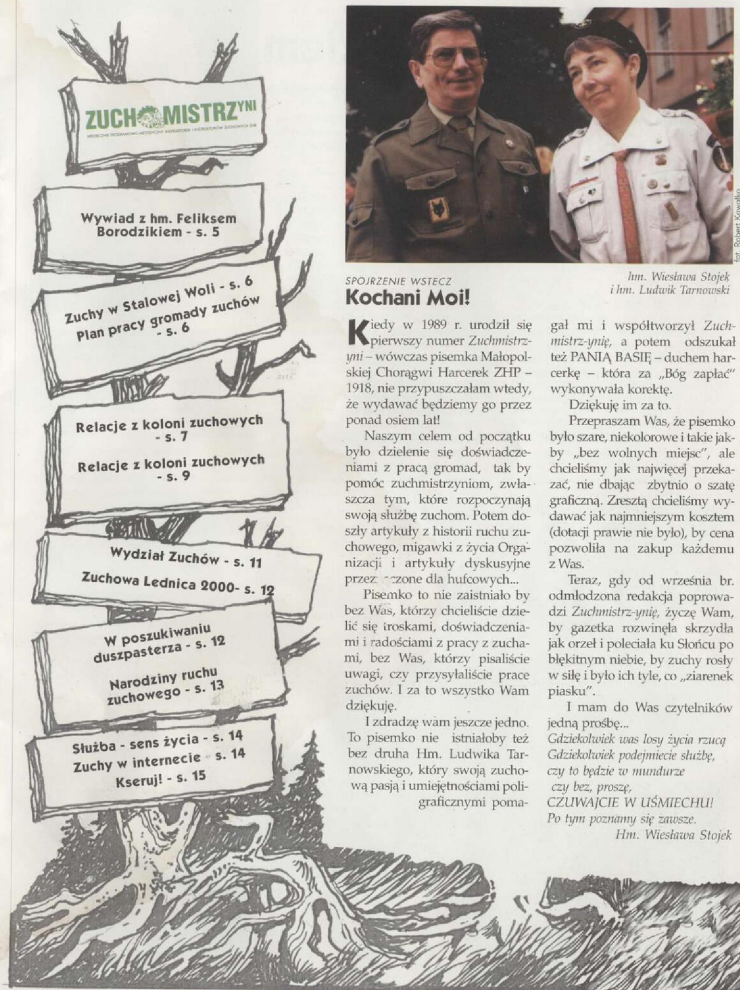 ZUCHMISTRZYNI
Wywiad z hm. Feliksem
Borodzikiem - s. 5
Zuchy w Stalowej Woli - s. 6
Plan pracy gromady zuchów
- s. 6
Relacje z koloni zuchowych
- s. 7
Relacje z koloni zuchowych
- s. 9
Wydział Zuchów - s. 11
Zuchowa Lednica 2000- s. 12
W poszukiwaniu
duszpasterza - s. 12
Narodziny ruchu
zuchowego - s. 13
Służba - sens życia - s. 14
Zuchy w internecie - s. 14
Kseruj! - s. 15
fot. Robert Kowalko
hm. Wiesława Stojek
i hm. Ludwik Tarnowski
SPOJRZENIE WSTECZ
Kochani Moi!
Kiedy w 1989 r. urodził się
pierwszy numer Zuchmistrz-
yni – wówczas pisemka Małopol-
skiej Chorągwi Harcerek ZHP –
1918, nie przypuszczałam wtedy,
że wydawać będziemy go przez
ponad osiem lat!
Naszym celem od początku
było dzielenie się doświadcze-
niami z pracą gromad, tak by
pomóc zuchmistrzyniom, zwła-
szcza tym, które rozpoczynają
swoją służbę zuchom. Potem do-
szły artykuły z historii ruchu zu-
chowego, migawki z życia Orga-
nizacji i artykuły dyskusyjne
dla hufcowych...
Pisemko to nie zaistniało by
bez Was, którzy chcieliście dzie-
lić się troskami, doświadczenia-
mi i radościami z pracy z zucha-
mi, bez Was, którzy pisaliście
uwagi, czy przysyłaliście prace
zuchów. I za to wszystko Wam
dziękuję.
I zdradzę wam jeszcze jedno.
To pisemko nie istniałoby też
bez druha Hm. Ludwika Tar-
nowskiego, który swoją zucho-
wą pasją i umiejętnościami poli-
graficznymi poma-
gał mi i współtworzył Zuch-
mistrz-ynię, a potem odszukał
też PANIĄ BASIĘ – duchem har-
cerkę – która za „Bóg zapłać"
wykonywała korektę.
Dziękuję im za to.
Przepraszam Was, że pisemko
było szare, niekolorowe i takie jak-
by „bez wolnych miejsc", ale
chcieliśmy jak najwięcej przeka-
zać, nie dbając zbytnio o szatę
graficzną. Zresztą chcieliśmy wy-
dawać jak najmniejszym kosztem
(dotacji prawie nie było), by cena
pozwoliła na zakup każdemu
z Was.
Teraz, gdy od września br.
odmłodzona redakcja poprowa-
dzi Zuchmistrz-ynię, życzę Wam,
by gazetka rozwinęła skrzydła
jak orzeł i poleciała ku Słońcu po
błękitnym niebie, by zuchy rosły
w siłę i było ich tyle, co „ziarenek
piasku".
I mam do Was czytelników
jedną prośbę...
Gdziekolwiek was losy życia rzucą
Gdziekolwiek podejmiecie służbę,
czy to będzie w mundurze
czy bez, proszę,
CZUWAJCIE W UŚMIECHU!
Po tym poznamy się zawsze.
Hm. Wiesława Stojek